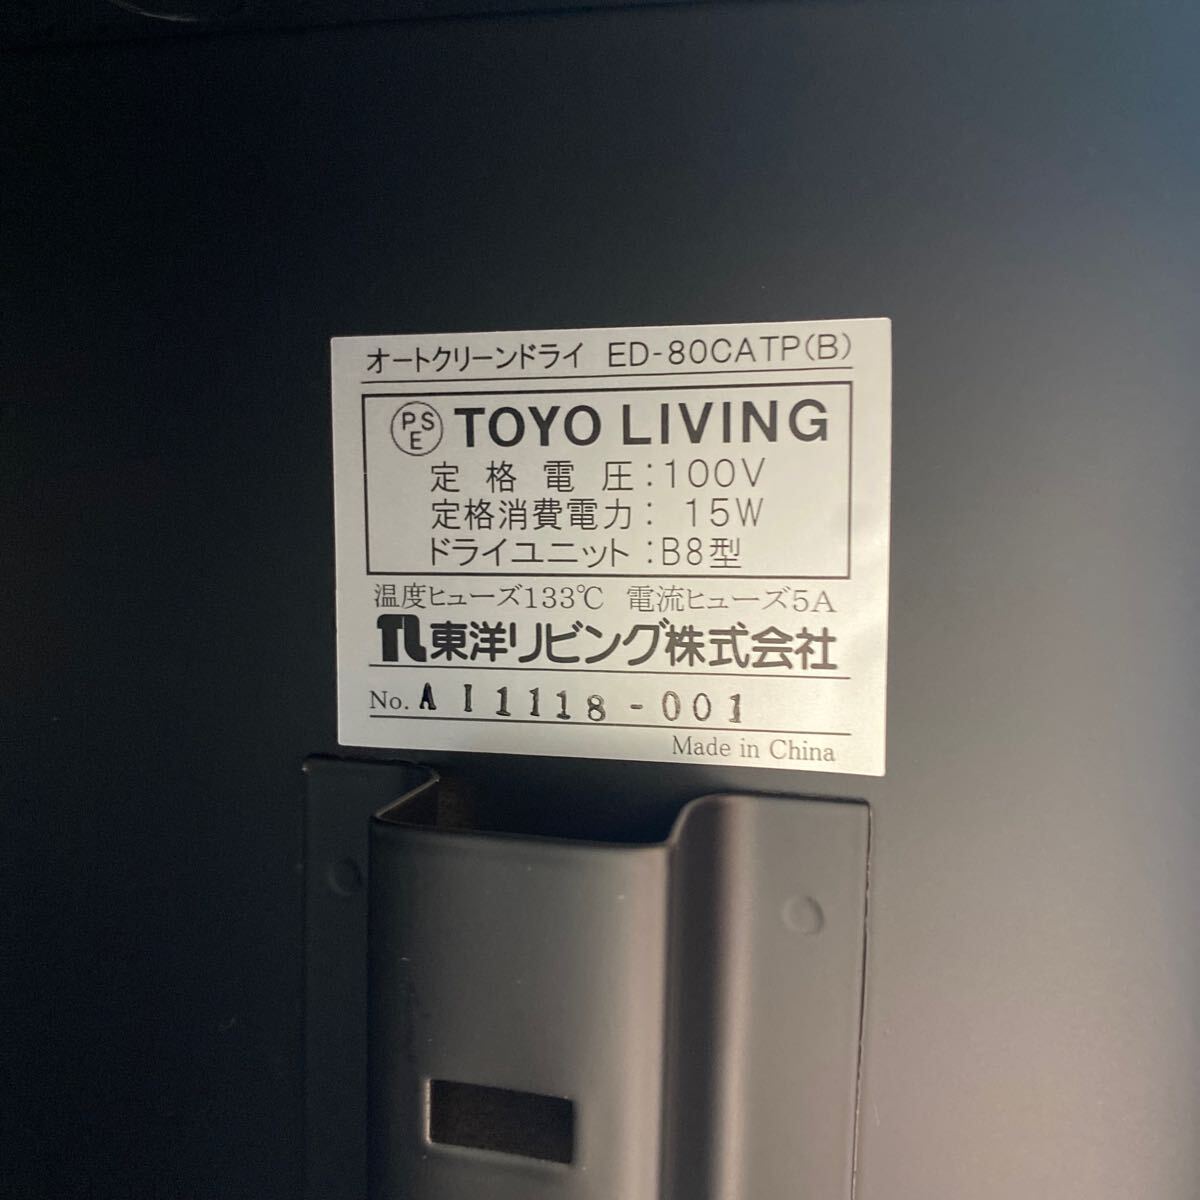 オートクリーンドライ ED-80CATP(B)
PSE TOYO LIVING
定格電圧:100V
定格消費電力: 15W
ドライユニット:B8型
温度ヒューズ133℃ 電流ヒューズ5A
TL東洋リビング株式会社
No. AI1118-001
Made in China